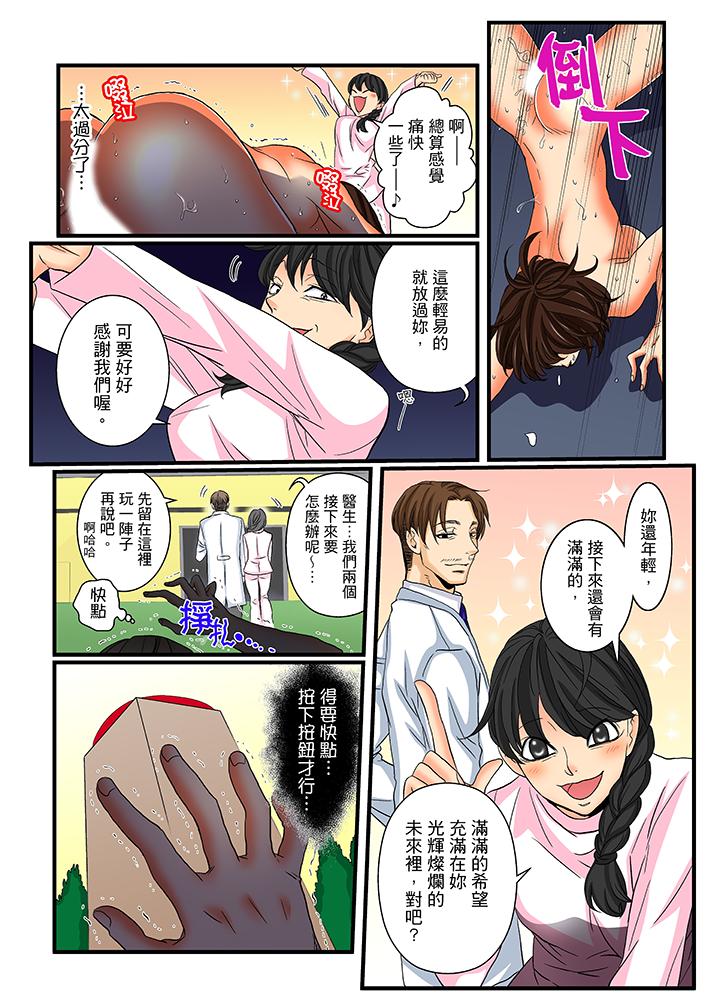 倒下
啊──
總算感覺
痛快
一些了──♪
啜泣
啜泣
…太過分了…
這麼輕易的
就放過妳，
嗯
可要好好
感謝我們喔。
妳還年輕，
接下來還會有
滿滿的，
滿滿的希望
充滿在妳
光輝燦爛的
未來裡，對吧？
醫生…我們兩個
接下來要
怎麼辦呢～…
先留在這裡
玩一陣子
再說吧。
啊哈哈
快點
掙扎……
得要快點…
按下按鈕才行…